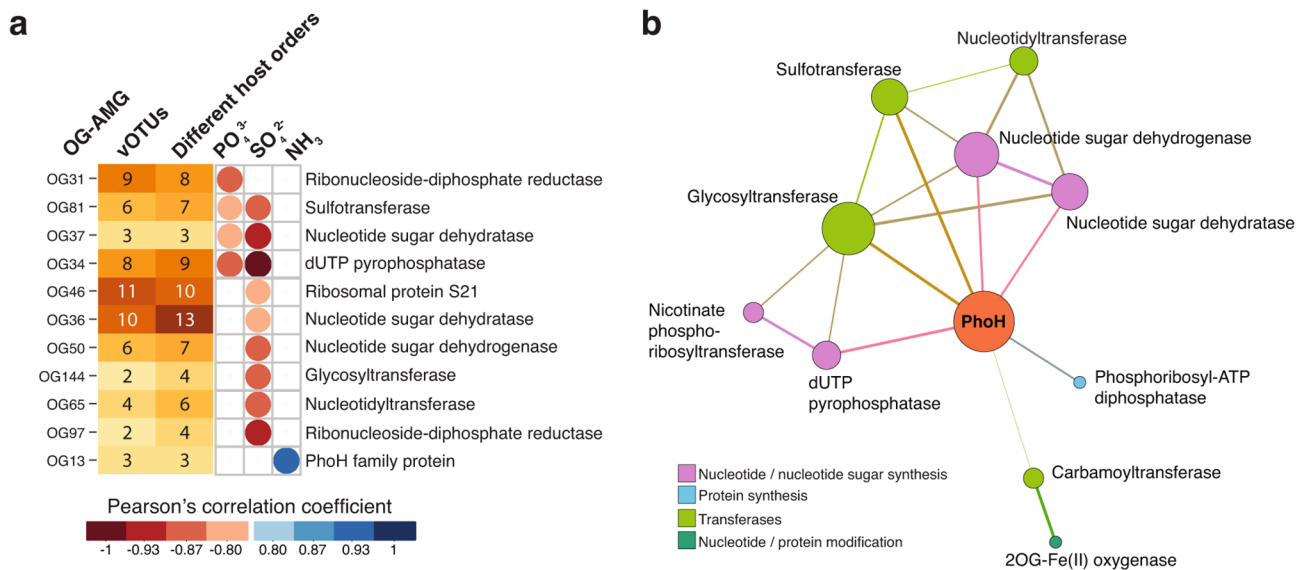 a
OG-AMG
vOTUs
Different host orders
PO₄³⁻
SO₄²⁻
NH₃
OG31 9 8 Ribonucleoside-diphosphate reductase
OG81 6 7 Sulfotransferase
OG37 3 3 Nucleotide sugar dehydratase
OG34 8 9 dUTP pyrophosphatase
OG46 11 10 Ribosomal protein S21
OG36 10 13 Nucleotide sugar dehydratase
OG50 6 7 Nucleotide sugar dehydrogenase
OG144 2 4 Glycosyltransferase
OG65 4 6 Nucleotidyltransferase
OG97 2 4 Ribonucleoside-diphosphate reductase
OG13 3 3 PhoH family protein
Pearson's correlation coefficient
-1 -0.93 -0.87 -0.80 0.80 0.87 0.93 1
b
Nucleotidyltransferase
Sulfotransferase
Nucleotide sugar dehydrogenase
Glycosyltransferase
Nucleotide sugar dehydratase
Nicotinate
phospho-
ribosyltransferase
PhoH
dUTP
pyrophosphatase
Phosphoribosyl-ATP
diphosphatase
Carbamoyltransferase
2OG-Fe(II) oxygenase
Nucleotide / nucleotide sugar synthesis
Protein synthesis
Transferases
Nucleotide / protein modification